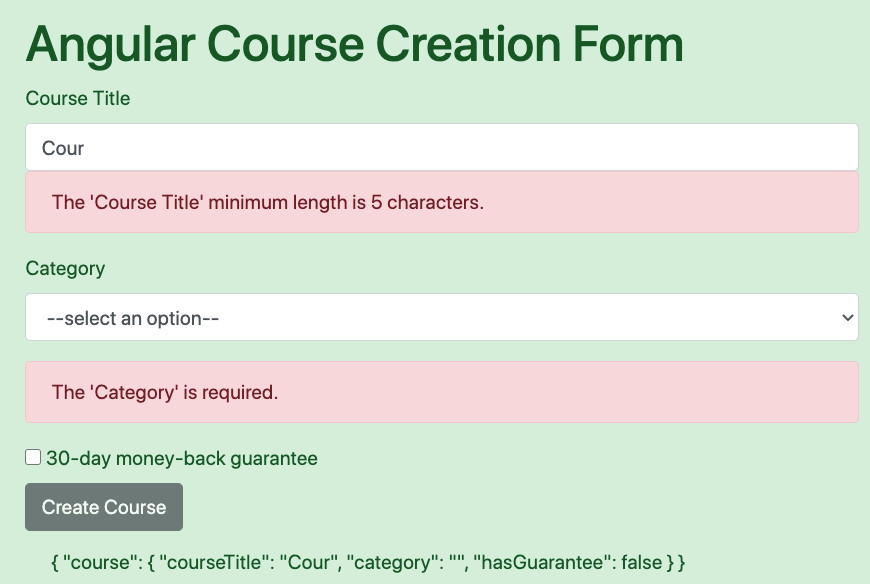 Angular Course Creation Form
Course Title
Cour
The 'Course Title' minimum length is 5 characters.
Category
--select an option--
The 'Category' is required.
30-day money-back guarantee
Create Course
{ "course": { "courseTitle": "Cour", "category": "", "hasGuarantee": false } }